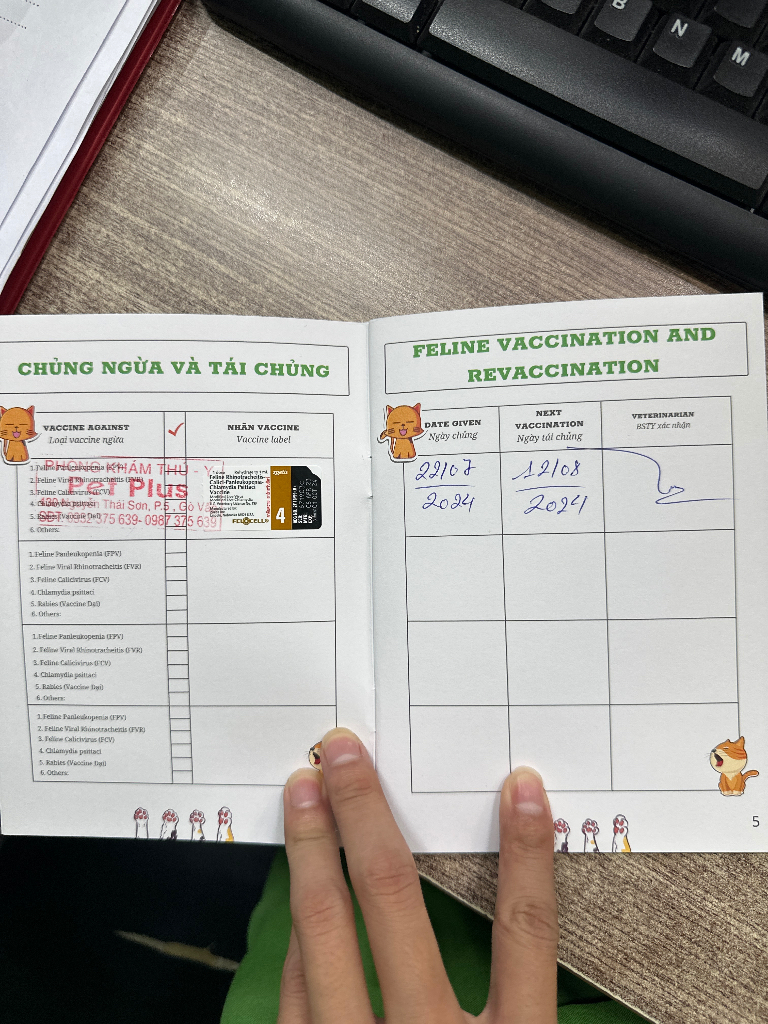 B
N
M
CHỦNG NGỪA VÀ TÁI CHỦNG
VACCINE AGAINST
Loại vaccine ngừa
NHÃN VACCINE
Vaccine label
1. Feline Panleukopenia (FPV)
2. Feline Viral Rhinotracheitis (FVR)
3. Feline Calicivirus (FCV)
4. Chlamydia psittaci
5. Rabies (Vaccine Dại)
6. Others:
PHÒNG KHÁM THÚ - Y
Pet Plus
Thái Sơn, P.5 , Gò
SĐT: 0932 375 639- 0987 375 639
Feline Rhinotracheitis-
Calici-Panleukopenia-
Chlamydia Psittaci
Vaccine
FELOCELL
4
zoetis
1. Feline Panleukopenia (FPV)
2. Feline Viral Rhinotracheitis (FVR)
3. Feline Calicivirus (FCV)
4. Chlamydia psittaci
5. Rabies (Vaccine Dại)
6. Others:
1. Feline Panleukopenia (FPV)
2. Feline Viral Rhinotracheitis (FVR)
3. Feline Calicivirus (FCV)
4. Chlamydia psittaci
5. Rabies (Vaccine Dại)
6. Others:
1. Feline Panleukopenia (FPV)
2. Feline Viral Rhinotracheitis (FVR)
3. Feline Calicivirus (FCV)
4. Chlamydia psittaci
5. Rabies (Vaccine Dại)
6. Others:
FELINE VACCINATION AND
REVACCINATION
DATE GIVEN
Ngày chủng
NEXT
VACCINATION
Ngày tái chủng
VETERINARIAN
BSTY xác nhận
22/07
2024
12/08
2024
5